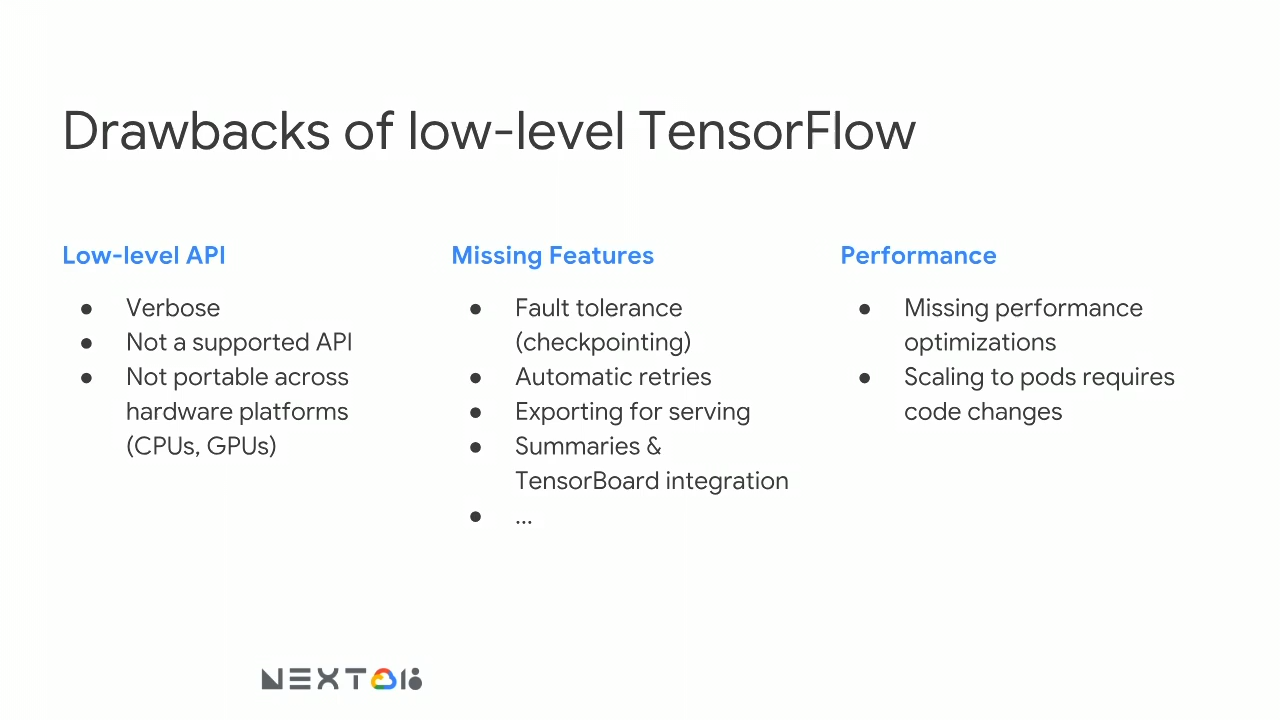 Drawbacks of low-level TensorFlow
Low-level API
● Verbose
● Not a supported API
● Not portable across
hardware platforms
(CPUs, GPUs)
Missing Features
● Fault tolerance
(checkpointing)
● Automatic retries
● Exporting for serving
● Summaries &
TensorBoard integration
● ...
Performance
● Missing performance
optimizations
● Scaling to pods requires
code changes
NEXT 18